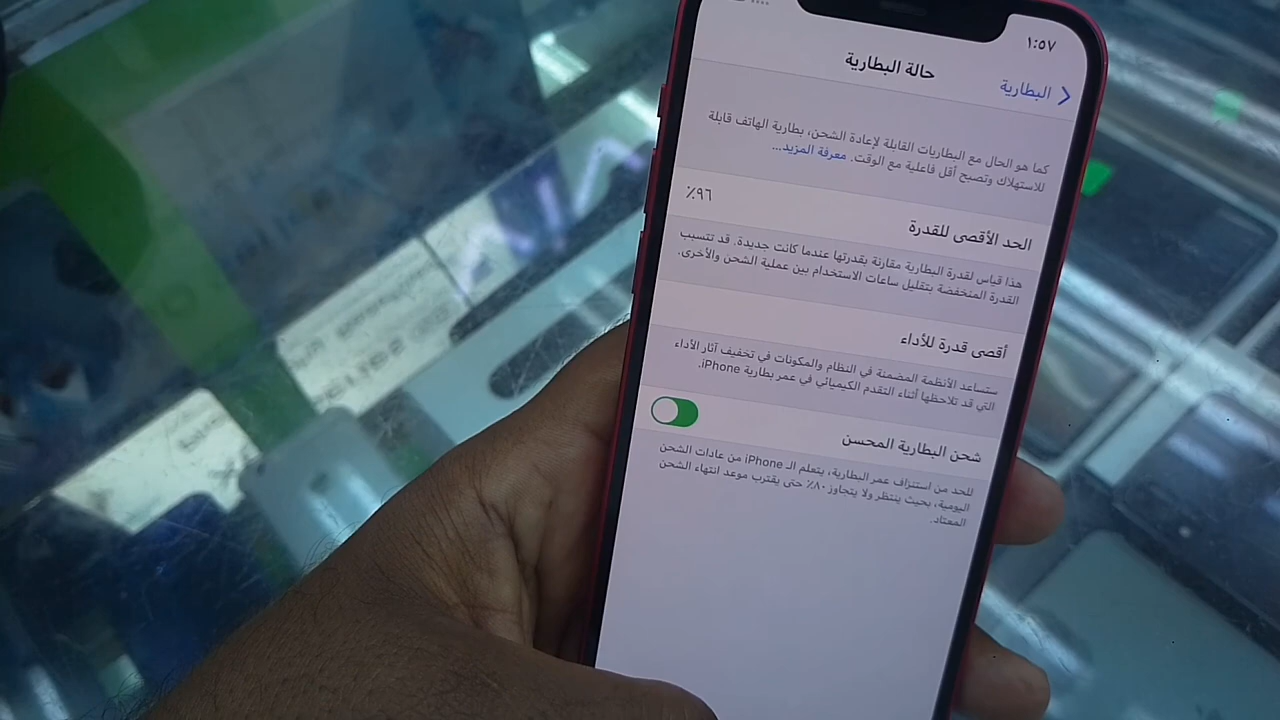 ١:٥٧
البطارية
حالة البطارية
كما هو الحال مع البطاريات القابلة لإعادة الشحن، بطارية الهاتف قابلة
للاستهلاك وتصبح أقل فاعلية مع الوقت. معرفة المزيد...
الحد الأقصى للقدرة ٩٦٪
هذا قياس لقدرة البطارية مقارنة بقدرتها عندما كانت جديدة. قد تتسبب
القدرة المنخفضة بتقليل ساعات الاستخدام بين عملية الشحن والأخرى.
أقصى قدرة للأداء
ستساعد الأنظمة المضمنة في النظام والمكونات في تخفيف آثار الأداء
التي قد تلاحظها أثناء التقدم الكيميائي في عمر بطارية iPhone.
شحن البطارية المحسن
للحد من استنزاف عمر البطارية، يتعلم الـ iPhone من عادات الشحن
اليومية، بحيث ينتظر ولا يتجاوز ٨٠٪ حتى يقترب موعد انتهاء الشحن
المعتاد.